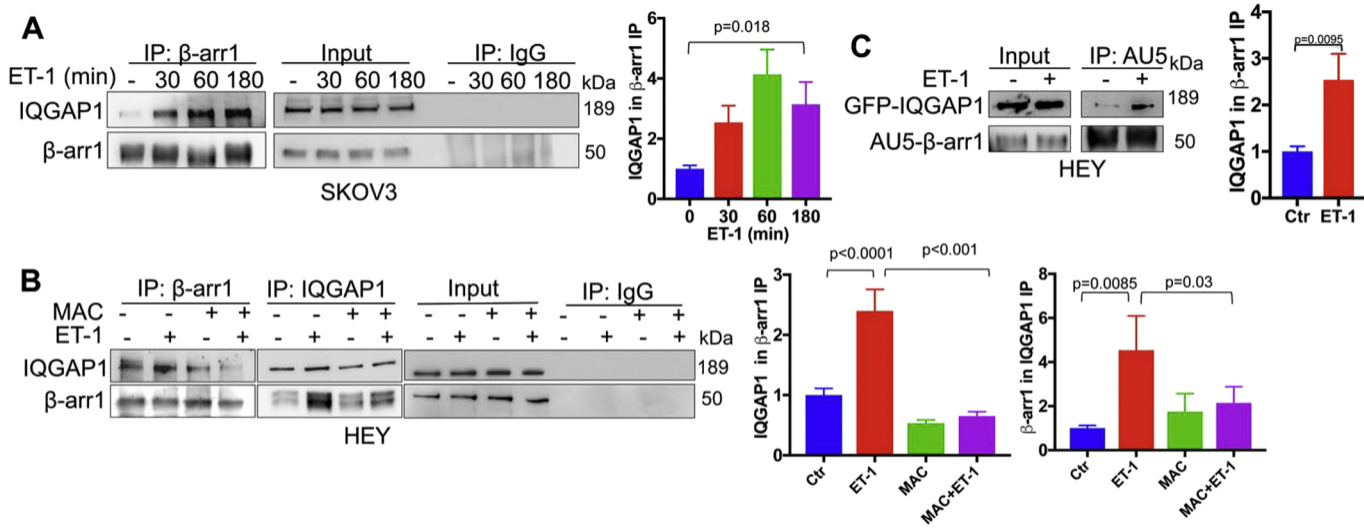 A
IP: β-arr1 Input IP: IgG
ET-1 (min) - 30 60 180 - 30 60 180 - 30 60 180 kDa
IQGAP1 189
β-arr1 50
SKOV3
IQGAP1 in β-arr1 IP
6
4
2
0
p=0.018
0 30 60 180
ET-1 (min)
C
Input IP: AU5 kDa
ET-1 - + - +
GFP-IQGAP1 189
AU5-β-arr1 50
HEY
IQGAP1 in β-arr1 IP
4
3
2
1
0
p=0.0095
Ctr ET-1
B
IP: β-arr1 IP: IQGAP1 Input IP: IgG
MAC - - + + - - + + - - + + - - + +
ET-1 - + - + - + - + - + - + - + - + kDa
IQGAP1 189
β-arr1 50
HEY
IQGAP1 in β-arr1 IP
3
2
1
0
p<0.0001 p<0.001
Ctr ET-1 MAC MAC+ET-1
β-arr1 in IQGAP1 IP
8
6
4
2
0
p=0.0085 p=0.03
Ctr ET-1 MAC MAC+ET-1